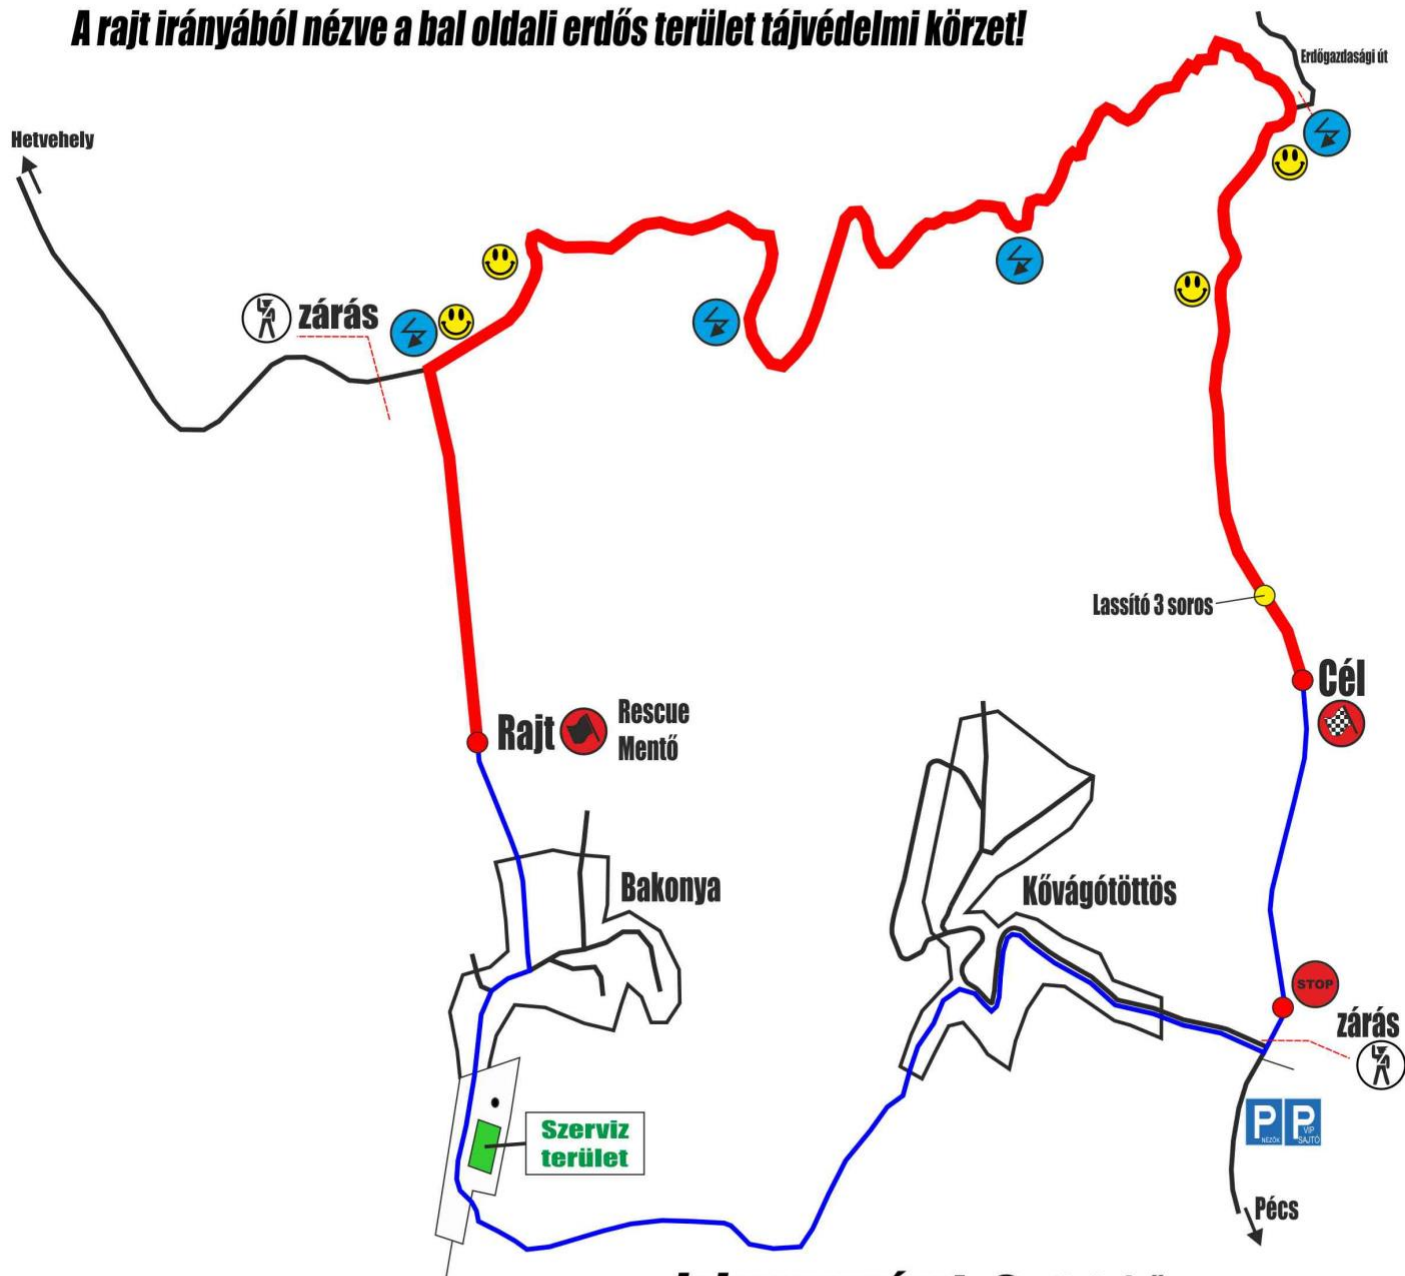 A rajt irányából nézve a bal oldali erdős terület tájvédelmi körzet!
Erdőgazdasági út
Hetvehely
zárás
Lassító 3 soros
Cél
Rajt
Rescue
Mentő
Bakonya
Kővágótöttös
STOP
zárás
Szerviz
terület
P
NÉZŐK
P
VIP
SAJTÓ
Pécs